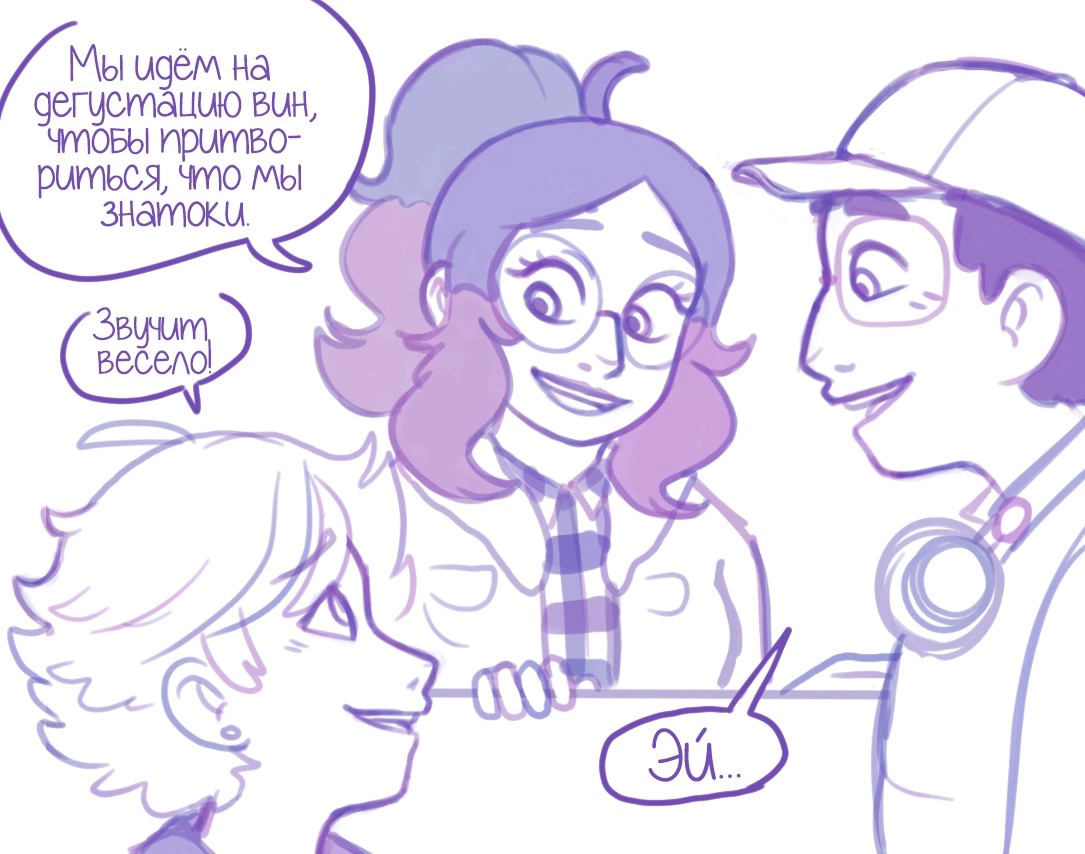 Мы идём на
дегустацию вин,
чтобы притво-
риться, что мы
знатоки.
Звучит
весело!
Эй...